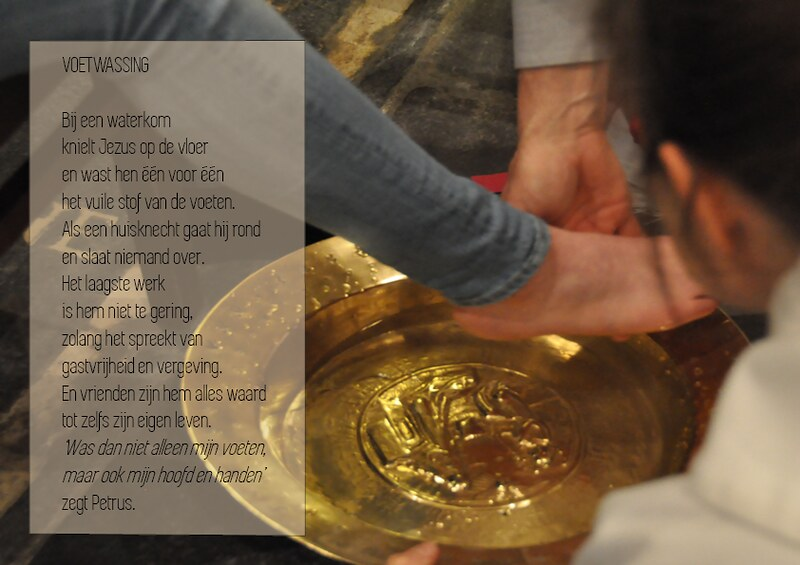 VOETWASSING
Bij een waterkom
knielt Jezus op de vloer
en wast hen één voor één
het vuile stof van de voeten.
Als een huisknecht gaat hij rond
en slaat niemand over.
Het laagste werk
is hem niet te gering,
zolang het spreekt van
gastvrijheid en vergeving.
En vrienden zijn hem alles waard
tot zelfs zijn eigen leven.
'Was dan niet alleen mijn voeten,
maar ook mijn hoofd en handen'
zegt Petrus.